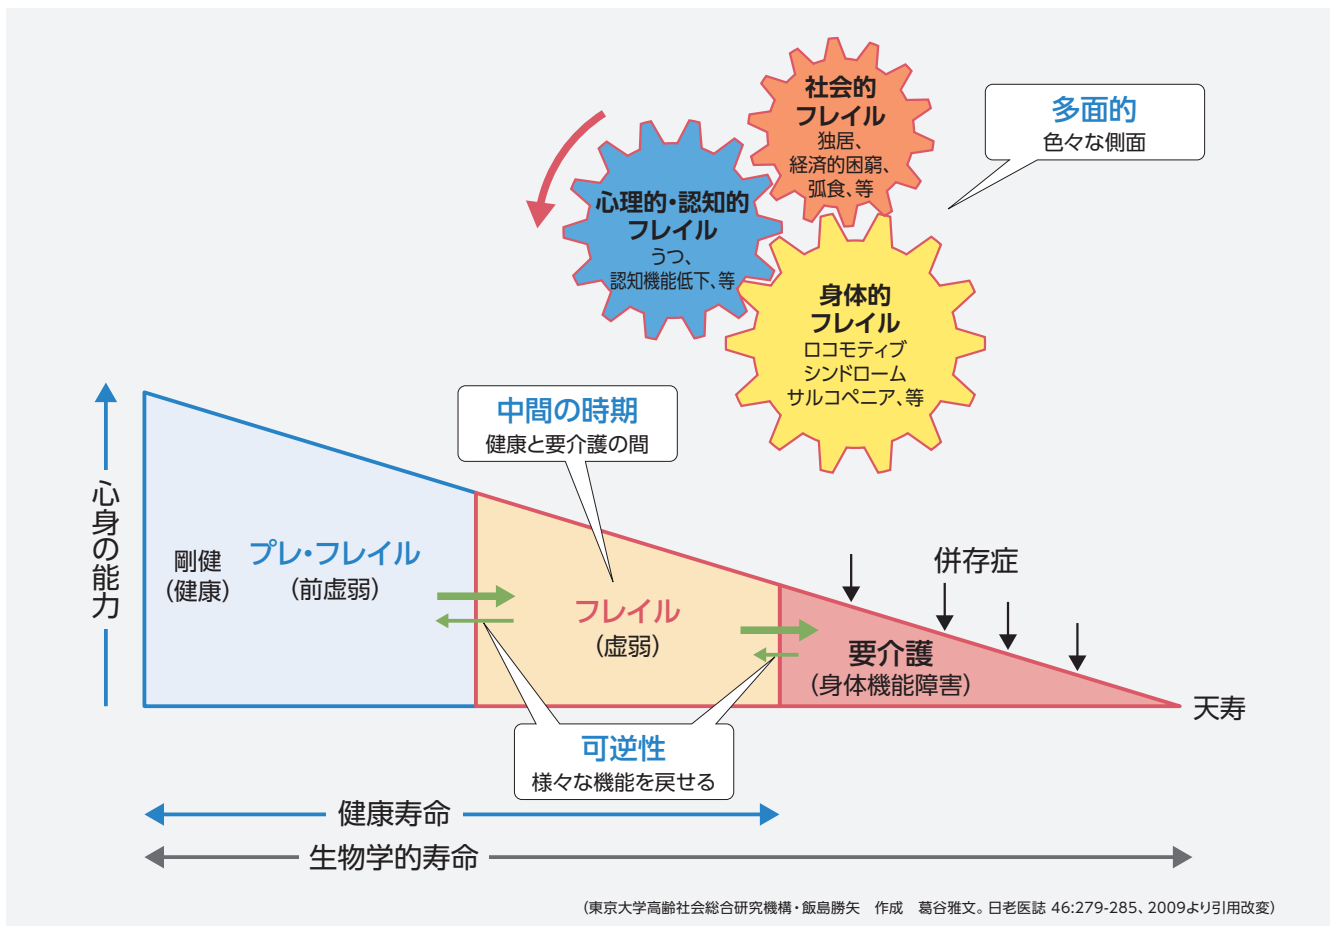 社会的
フレイル
独居、
経済的困窮、
弧食、等
多面的
色々な側面
心理的・認知的
フレイル
うつ、
認知機能低下、等
身体的
フレイル
ロコモティブ
シンドローム
サルコペニア、等
中間の時期
健康と要介護の間
心身の能力
剛健
（健康）
プレ・フレイル
（前虚弱）
フレイル
（虚弱）
併存症
要介護
（身体機能障害）
天寿
可逆性
様々な機能を戻せる
健康寿命
生物学的寿命
（東京大学高齢社会総合研究機構・飯島勝矢　作成　葛谷雅文。日老医誌 46:279-285、2009より引用改変）